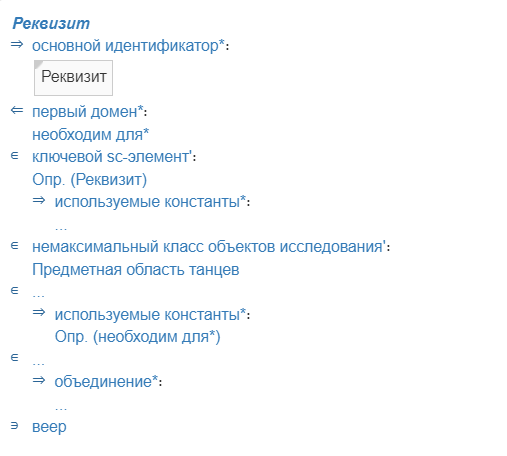 Реквизит
⇒ основной идентификатор*:
Реквизит
⇐ первый домен*:
необходим для*
∈ ключевой sc-элемент':
Опр. (Реквизит)
⇒ используемые константы*:
...
∈ немаксимальный класс объектов исследования':
Предметная область танцев
∈ ...
⇒ используемые константы*:
Опр. (необходим для*)
∈ ...
⇒ объединение*:
...
∋ веер